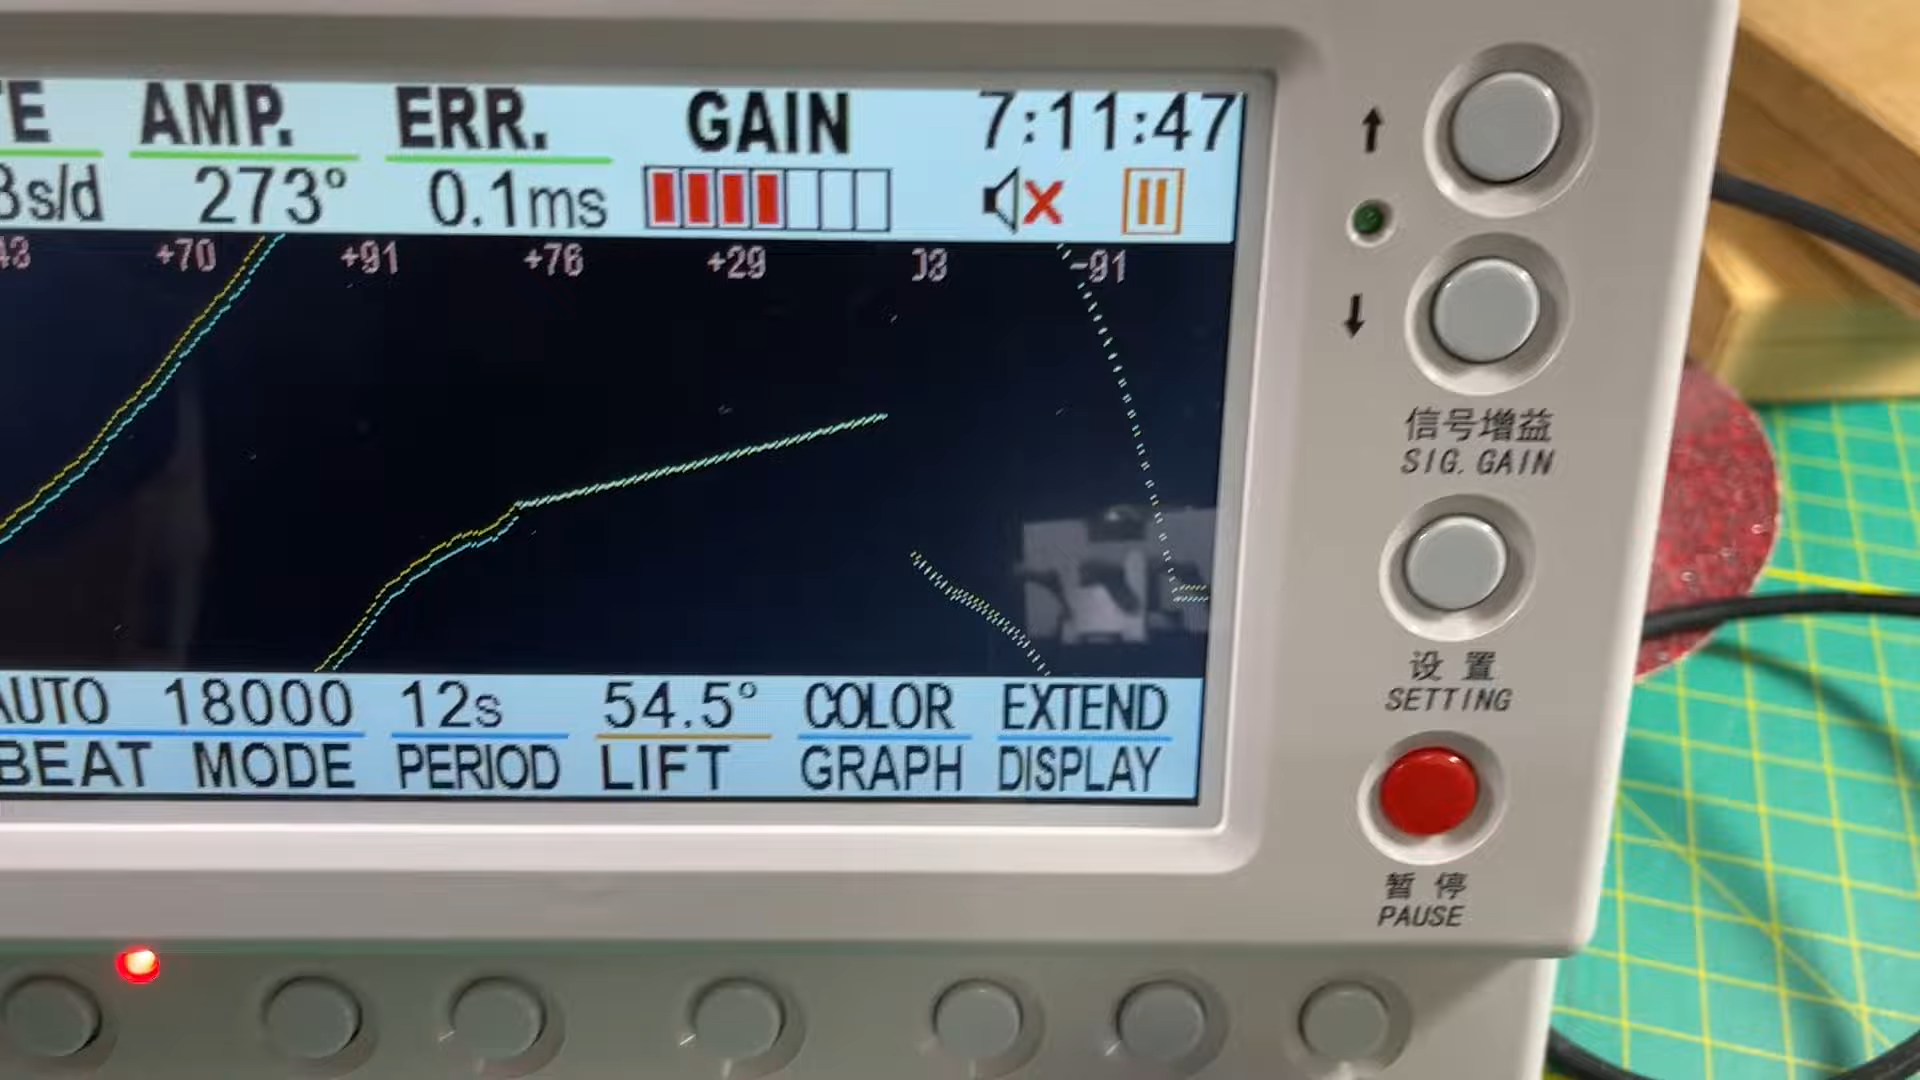 AMP. ERR. GAIN 7:11:47
s/d 273° 0.1ms
+70 +91 +76 +29 -91
↑
↓
信号增益
SIG. GAIN
设置
SETTING
AUTO 18000 12s 54.5° COLOR EXTEND
BEAT MODE PERIOD LIFT GRAPH DISPLAY
暂停
PAUSE